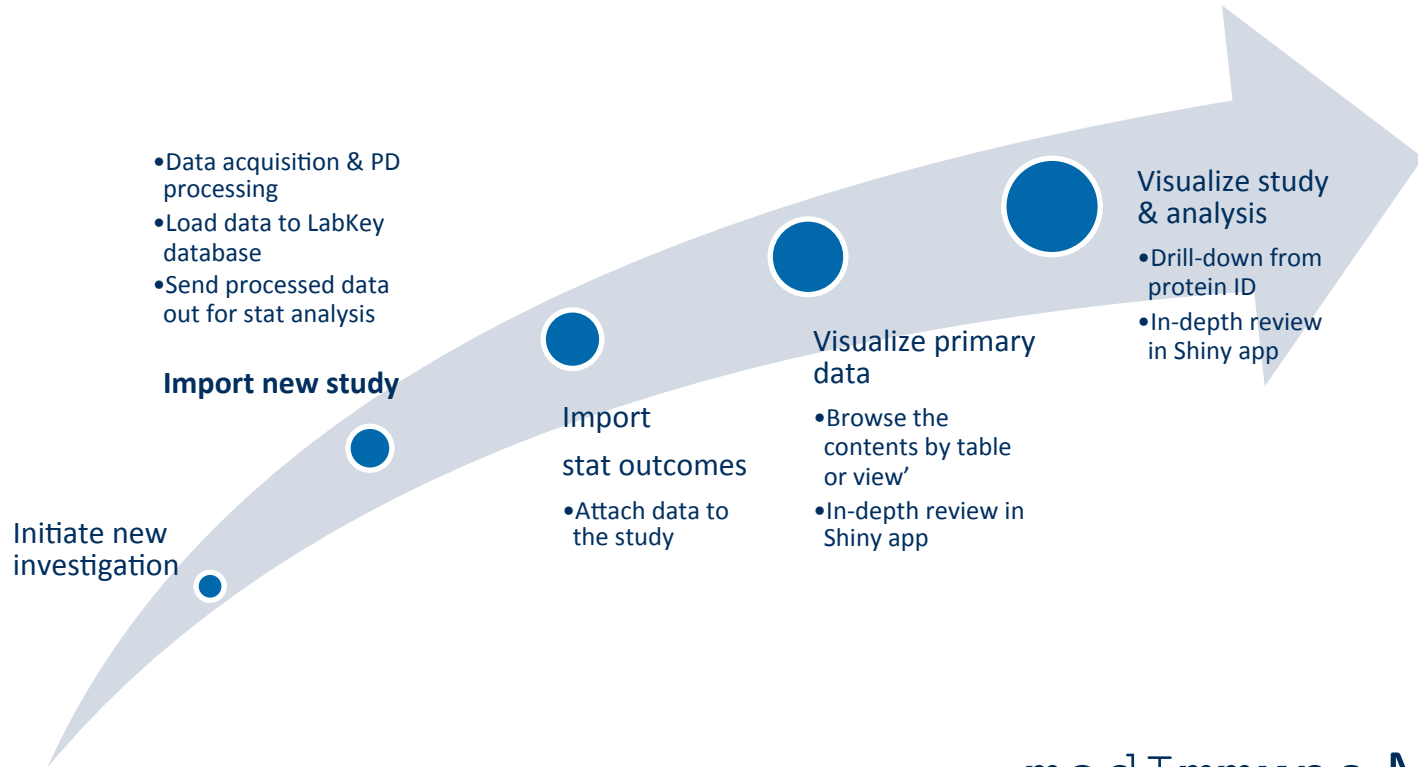 •Data acquisition & PD
processing
•Load data to LabKey
database
•Send processed data
out for stat analysis
Import new study
Initiate new
investigation
Import
stat outcomes
•Attach data to
the study
Visualize primary
data
•Browse the
contents by table
or view’
•In-depth review in
Shiny app
Visualize study
& analysis
•Drill-down from
protein ID
•In-depth review
in Shiny app